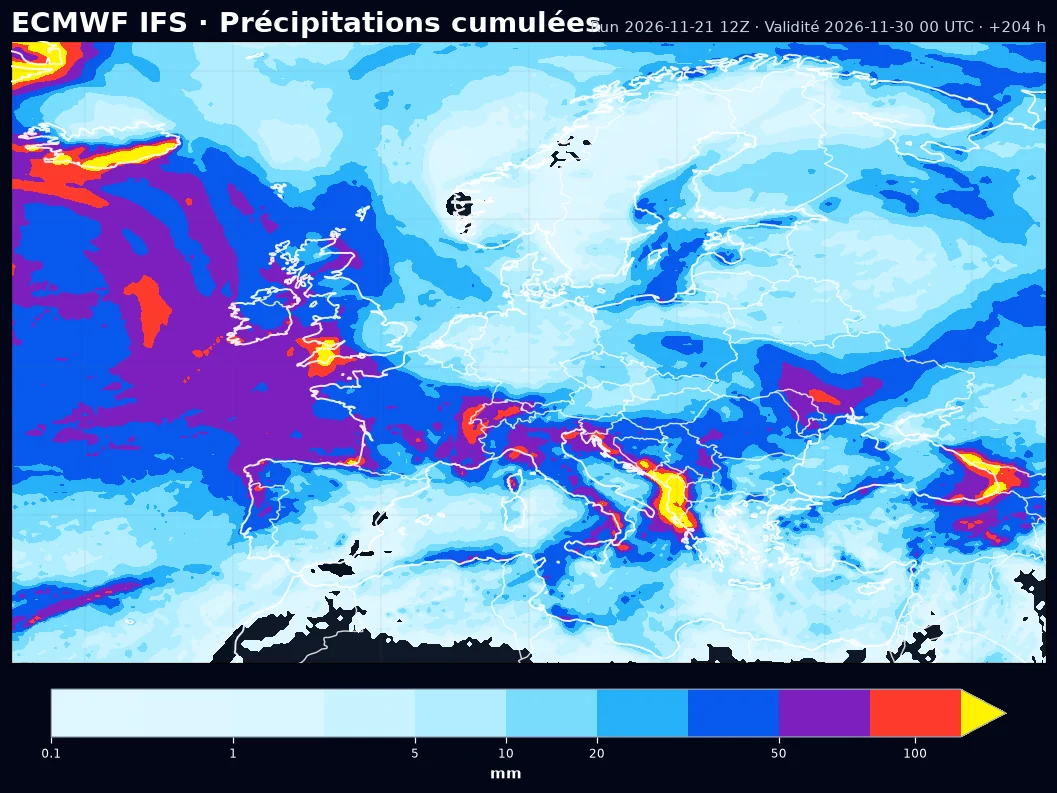 ECMWF IFS · Précipitations cumulées
Run 2026-11-21 12Z · Validité 2026-11-30 00 UTC · +204 h
0.1 1 5 10 20 50 100
mm